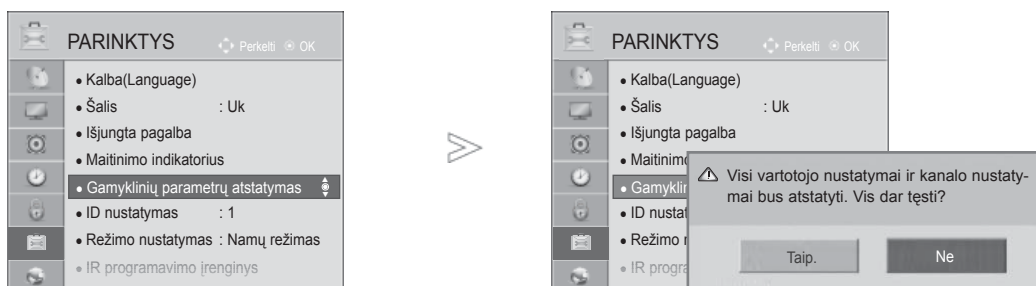 PARINKTYS Perkelti OK
• Kalba(Language)
• Šalis : Uk
• Išjungta pagalba
• Maitinimo indikatorius
• Gamyklinių parametrų atstatymas
• ID nustatymas : 1
• Režimo nustatymas : Namų režimas
• IR programavimo įrenginys
PARINKTYS Perkelti OK
• Kalba(Language)
• Šalis : Uk
• Išjungta pagalba
• Maitinimo
• Gamyklin
• ID nustat
• Režimo n
• IR progra
Visi vartotojo nustatymai ir kanalo nustaty-
mai bus atstatyti. Vis dar tęsti?
Taip. Ne